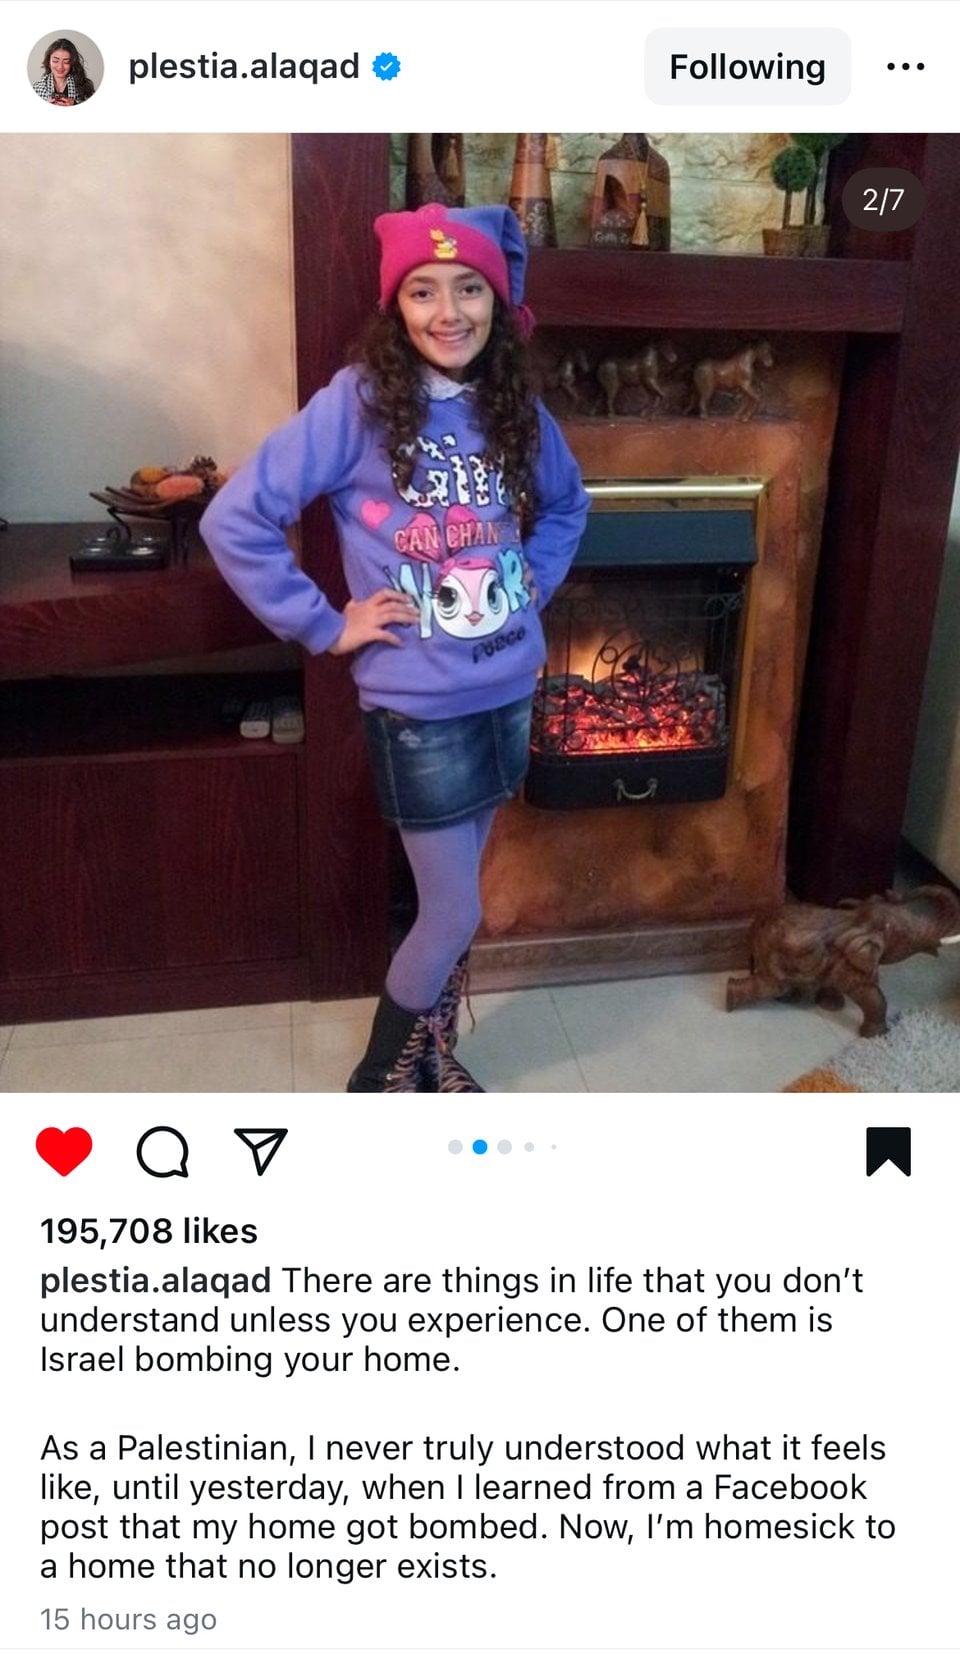 plestia.alaqad
Following
2/7
Girl
CAN CHAN
WOR
195,708 likes
plestia.alaqad There are things in life that you don’t
understand unless you experience. One of them is
Israel bombing your home.
As a Palestinian, I never truly understood what it feels
like, until yesterday, when I learned from a Facebook
post that my home got bombed. Now, I’m homesick to
a home that no longer exists.
15 hours ago